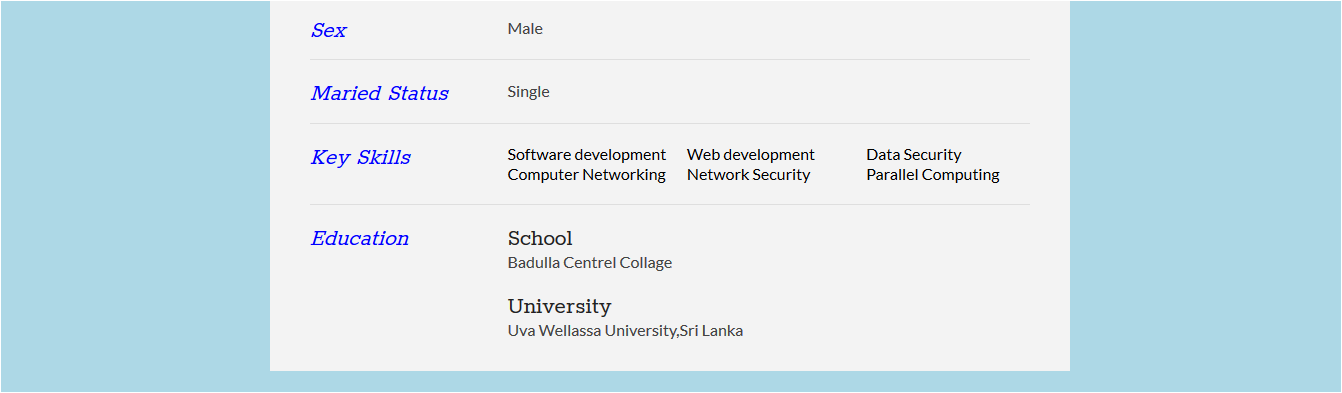 Sex Male
Maried Status Single
Key Skills Software development Web development Data Security
Computer Networking Network Security Parallel Computing
Education School
Badulla Centrel Collage
University
Uva Wellassa University,Sri Lanka